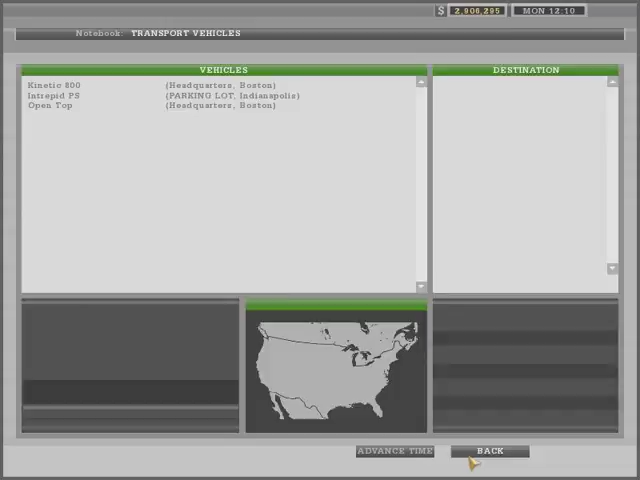 $ 2,906,295 MON 12:10
Notebook: TRANSPORT VEHICLES
VEHICLES DESTINATION
Kinetic 800 (Headquarters, Boston)
Intrepid PS (PARKING LOT, Indianapolis)
Open Top (Headquarters, Boston)
ADVANCE TIME BACK